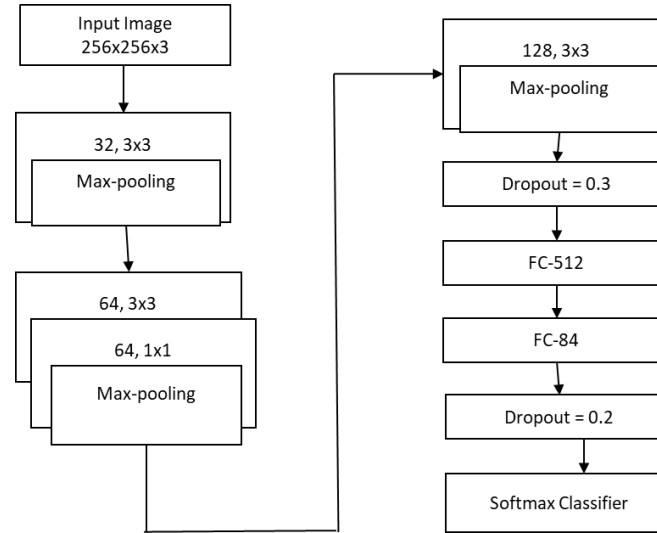 Input Image
256x256x3
32, 3x3
Max-pooling
64, 3x3
64, 1x1
Max-pooling
128, 3x3
Max-pooling
Dropout = 0.3
FC-512
FC-84
Dropout = 0.2
Softmax Classifier